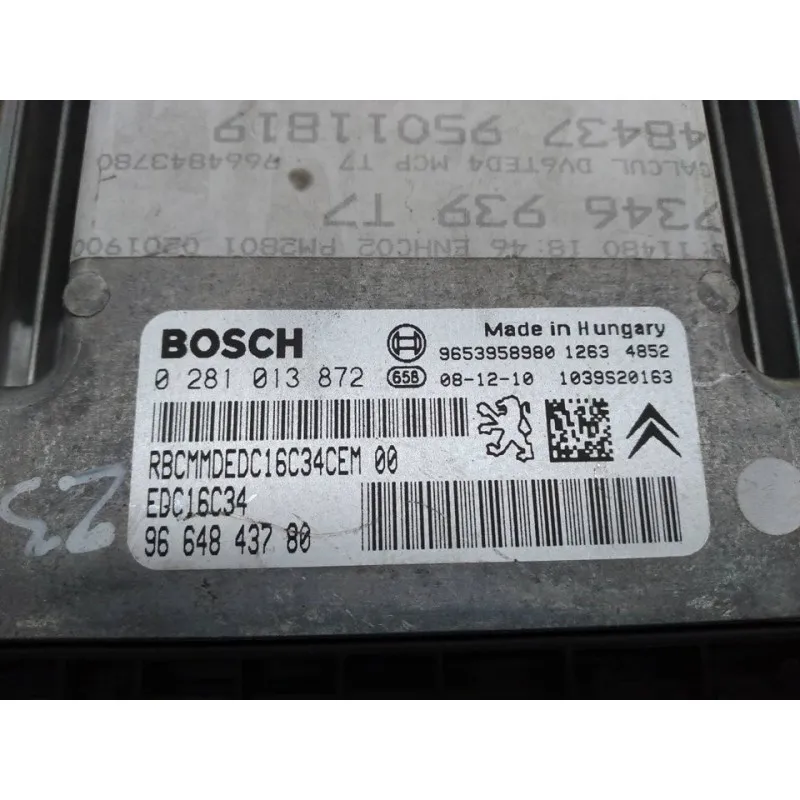 48437 95011819
CALCUL DV6TED4 MCP T7 9664843780
7346 939 T7
11480 18:46 ENHC02 PM2801 0201900
BOSCH
Made in Hungary
9653958980 1263 4852
0 281 013 872
658
08-12-10 1039S20163
RBCMMDEDC16C34CEM 00
EDC16C34
96 648 437 80
23